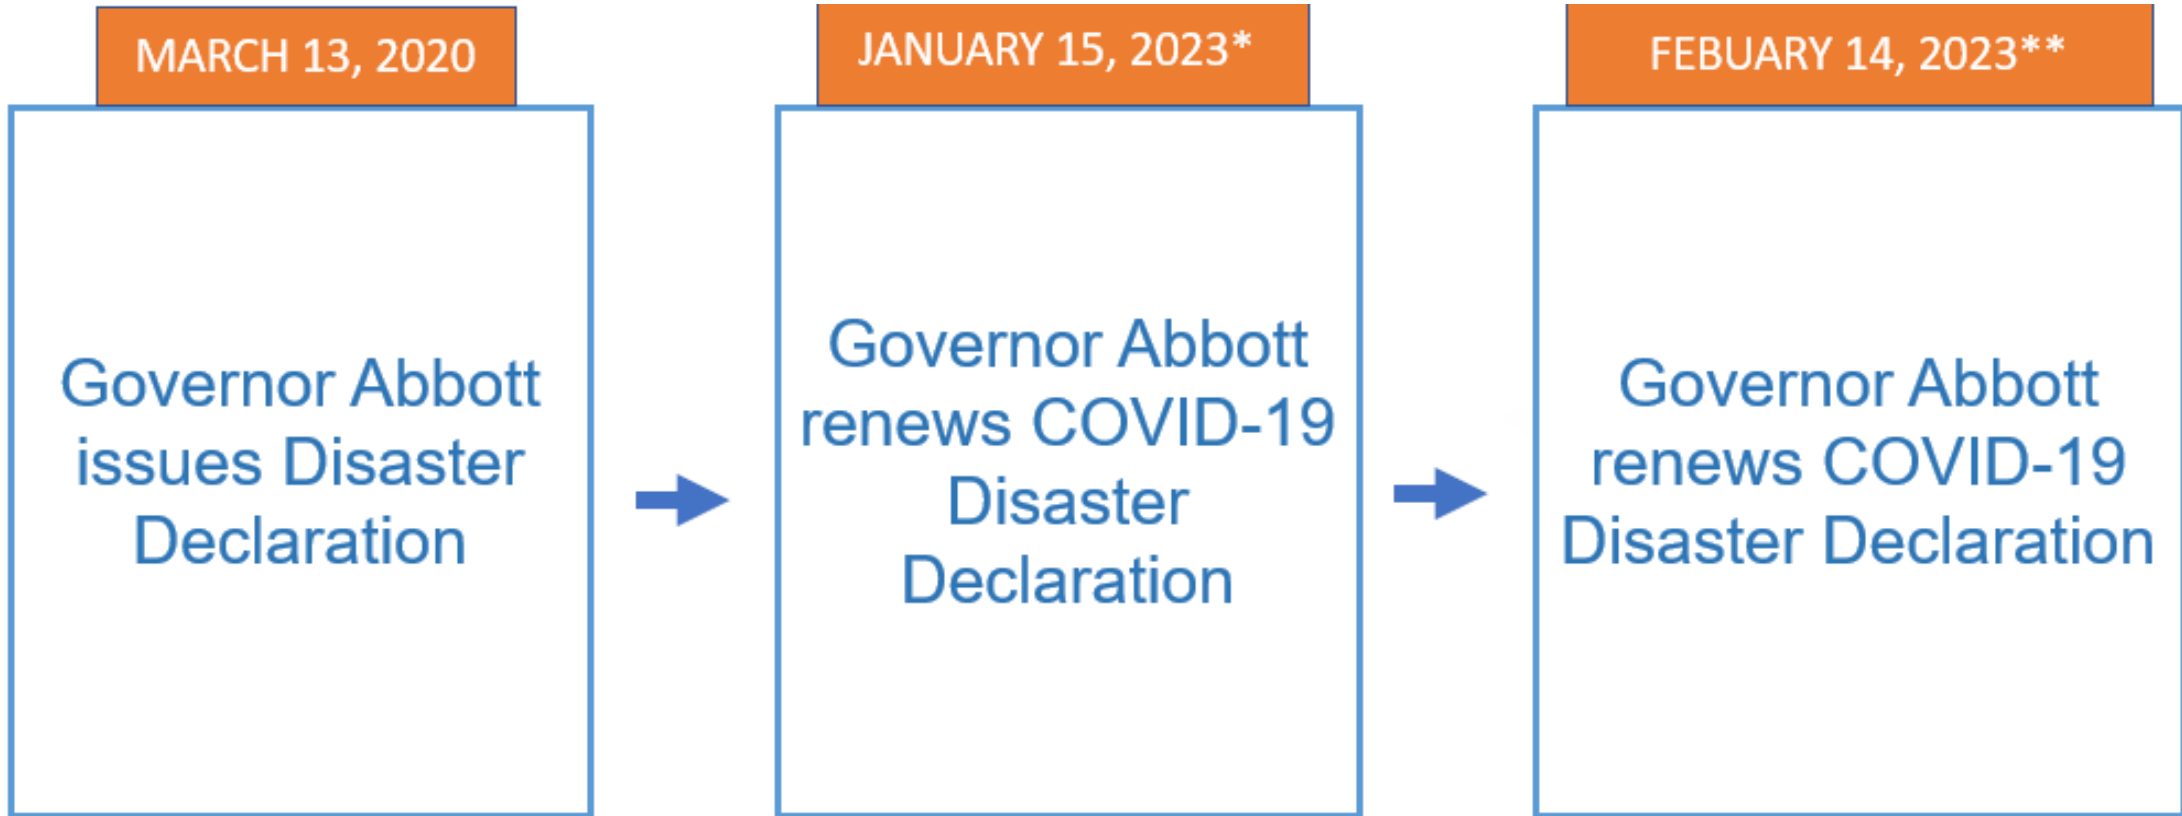 MARCH 13, 2020
Governor Abbott
issues Disaster
Declaration
JANUARY 15, 2023*
Governor Abbott
renews COVID-19
Disaster
Declaration
FEBUARY 14, 2023**
Governor Abbott
renews COVID-19
Disaster Declaration